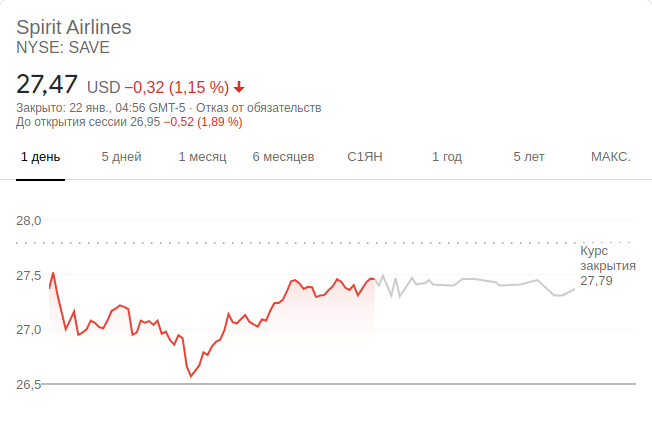 Spirit Airlines
NYSE: SAVE
27,47 USD −0,32 (1,15 %)
Закрыто: 22 янв., 04:56 GMT-5 · Отказ от обязательств
До открытия сессии 26,95 −0,52 (1,89 %)
1 день 5 дней 1 месяц 6 месяцев С1ЯН 1 год 5 лет МАКС.
28,0
Курс
закрытия
27,79
27,5
27,0
26,5